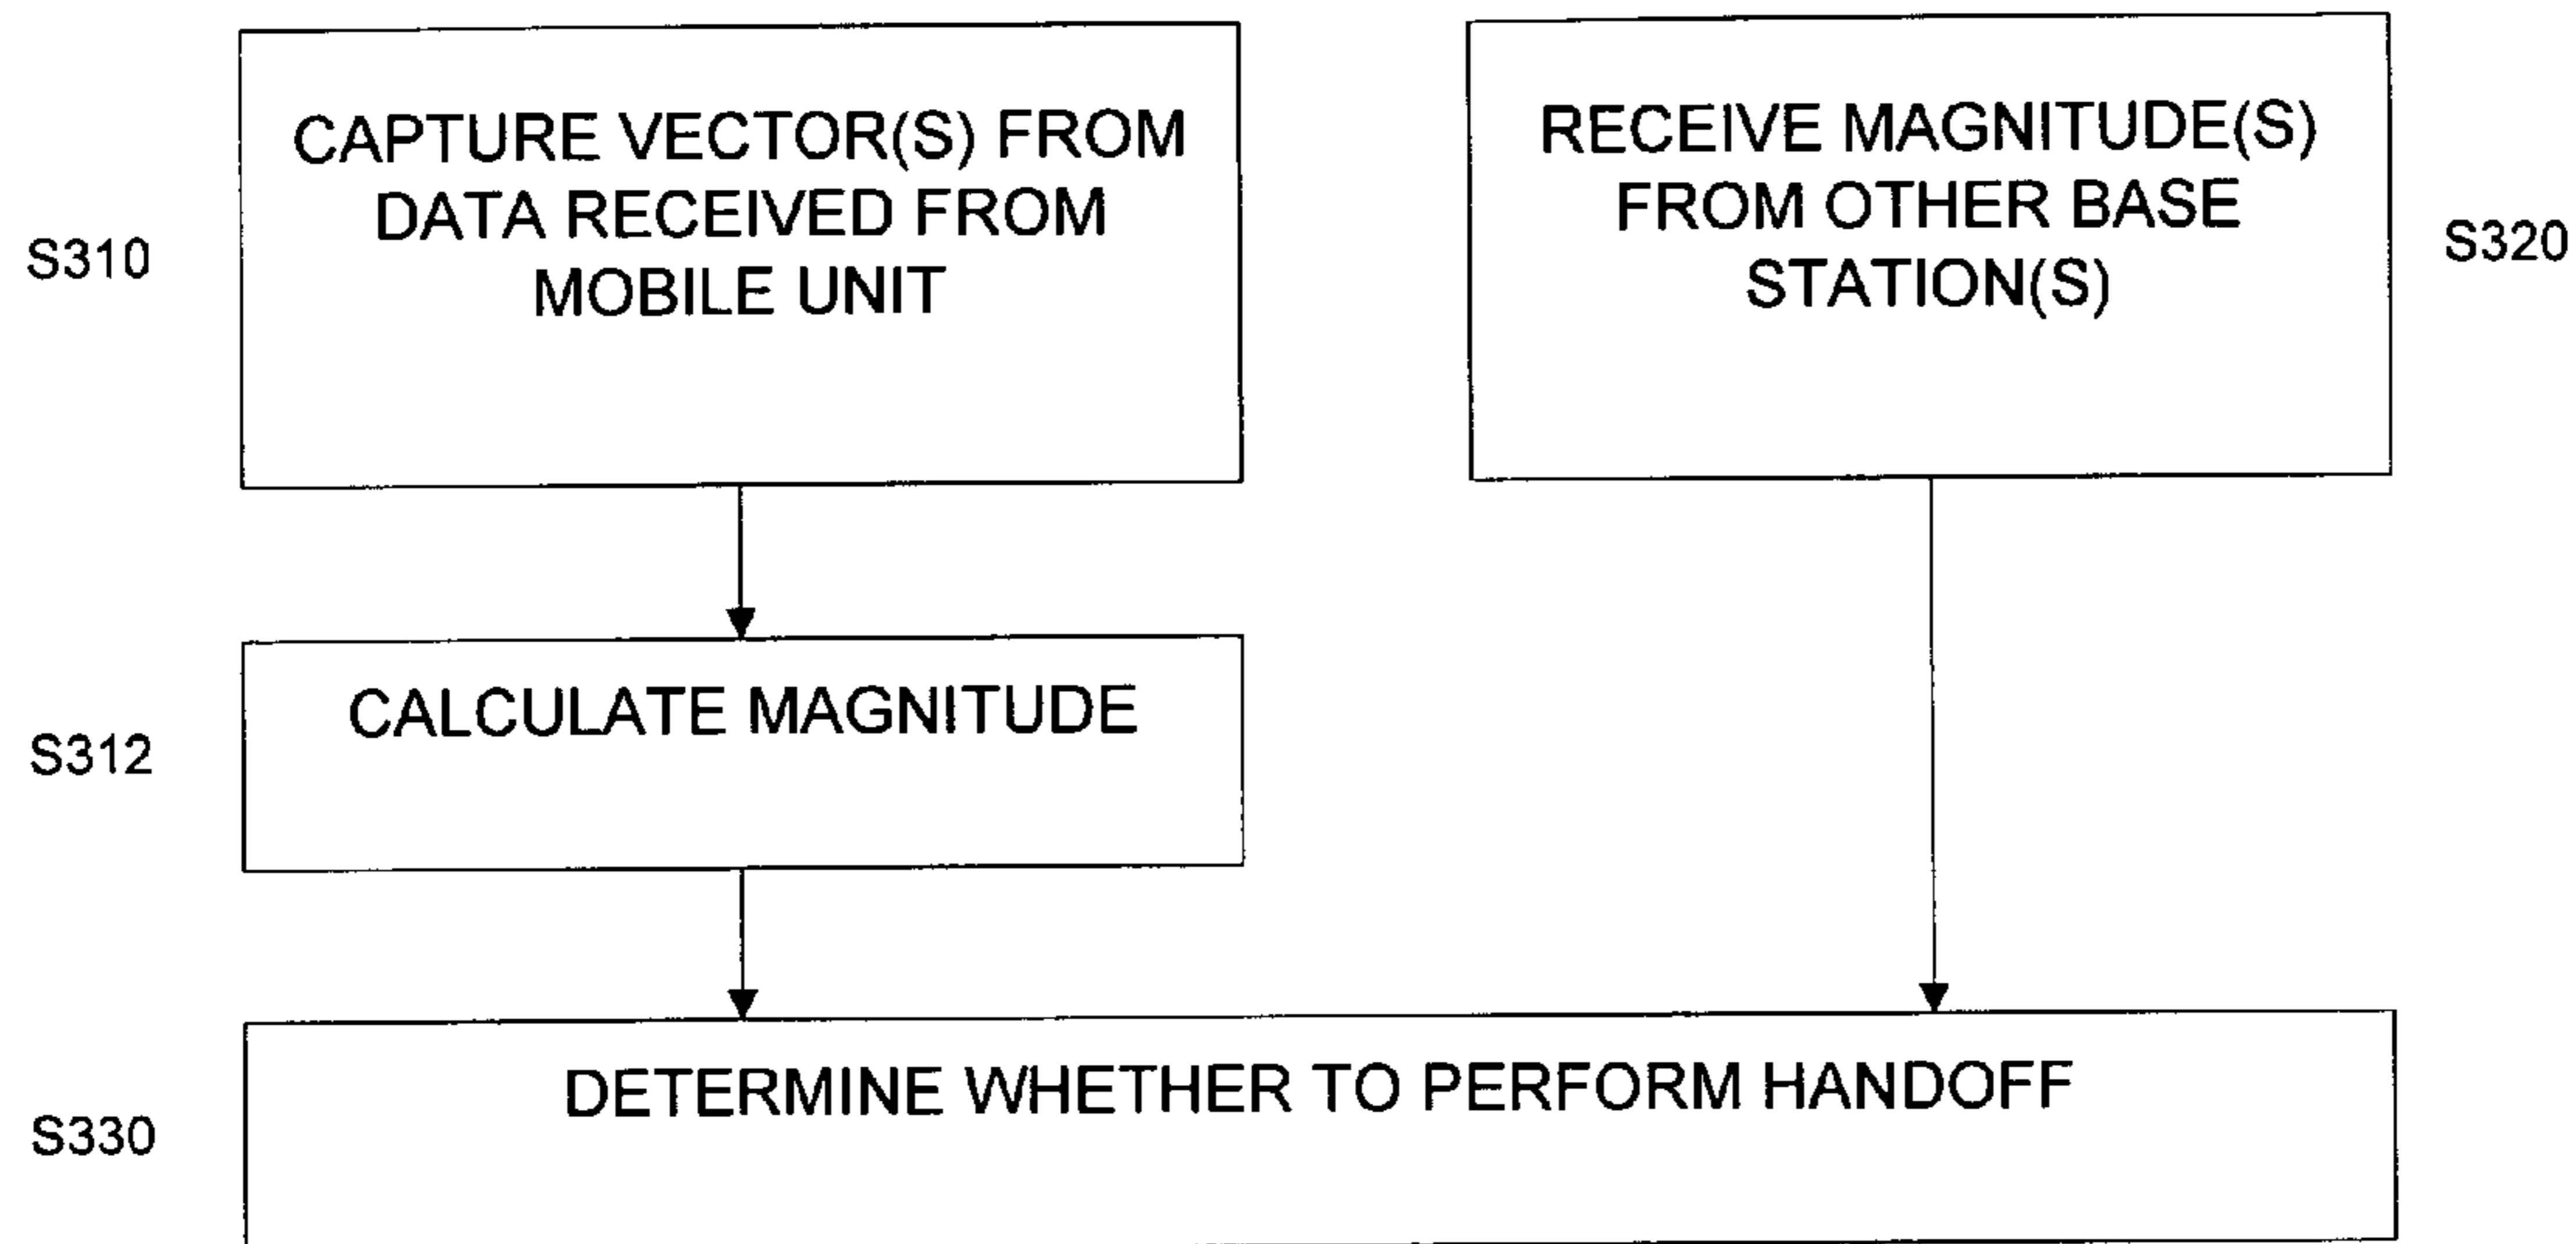 S310
CAPTURE VECTOR(S) FROM
DATA RECEIVED FROM
MOBILE UNIT
RECEIVE MAGNITUDE(S)
FROM OTHER BASE
STATION(S)
S320
S312
CALCULATE MAGNITUDE
S330
DETERMINE WHETHER TO PERFORM HANDOFF